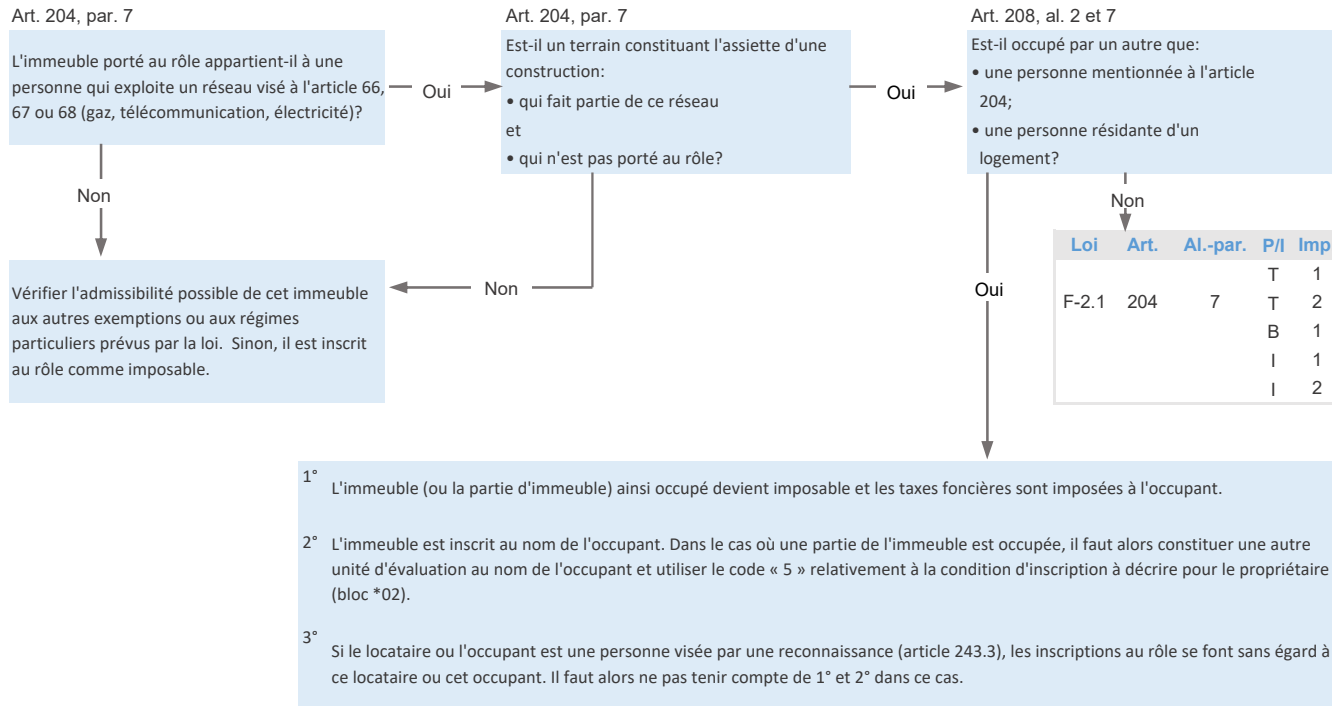 Art. 204, par. 7
L'immeuble porté au rôle appartient-il à une
personne qui exploite un réseau visé à l'article 66,
67 ou 68 (gaz, télécommunication, électricité)?
Oui
Non
Art. 204, par. 7
Est-il un terrain constituant l'assiette d'une
construction:
• qui fait partie de ce réseau
et
• qui n'est pas porté au rôle?
Oui
Non
Art. 208, al. 2 et 7
Est-il occupé par un autre que:
• une personne mentionnée à l'article
204;
• une personne résidante d'un
logement?
Non
Oui
Vérifier l'admissibilité possible de cet immeuble
aux autres exemptions ou aux régimes
particuliers prévus par la loi. Sinon, il est inscrit
au rôle comme imposable.
Loi Art. Al.-par. P/I Imp
T 1
F-2.1 204 7 T 2
B 1
I 1
I 2
1° L'immeuble (ou la partie d'immeuble) ainsi occupé devient imposable et les taxes foncières sont imposées à l'occupant.
2° L'immeuble est inscrit au nom de l'occupant. Dans le cas où une partie de l'immeuble est occupée, il faut alors constituer une autre
unité d'évaluation au nom de l'occupant et utiliser le code « 5 » relativement à la condition d'inscription à décrire pour le propriétaire
(bloc *02).
3° Si le locataire ou l'occupant est une personne visée par une reconnaissance (article 243.3), les inscriptions au rôle se font sans égard à
ce locataire ou cet occupant. Il faut alors ne pas tenir compte de 1° et 2° dans ce cas.